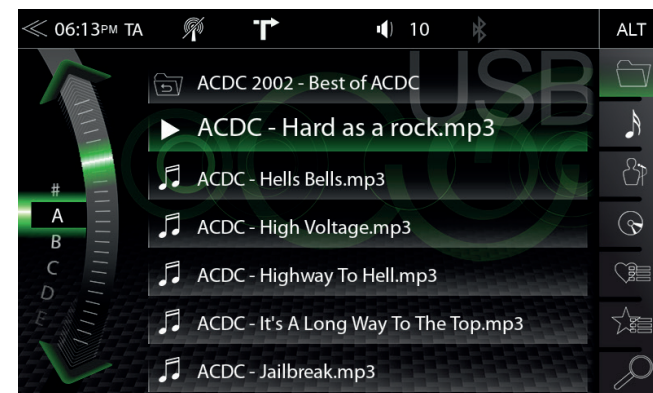 06:13PM TA 10 ALT
USB
ACDC 2002 - Best of ACDC
ACDC - Hard as a rock.mp3
ACDC - Hells Bells.mp3
ACDC - High Voltage.mp3
ACDC - Highway To Hell.mp3
ACDC - It's A Long Way To The Top.mp3
ACDC - Jailbreak.mp3
#
A
B
C
D
E